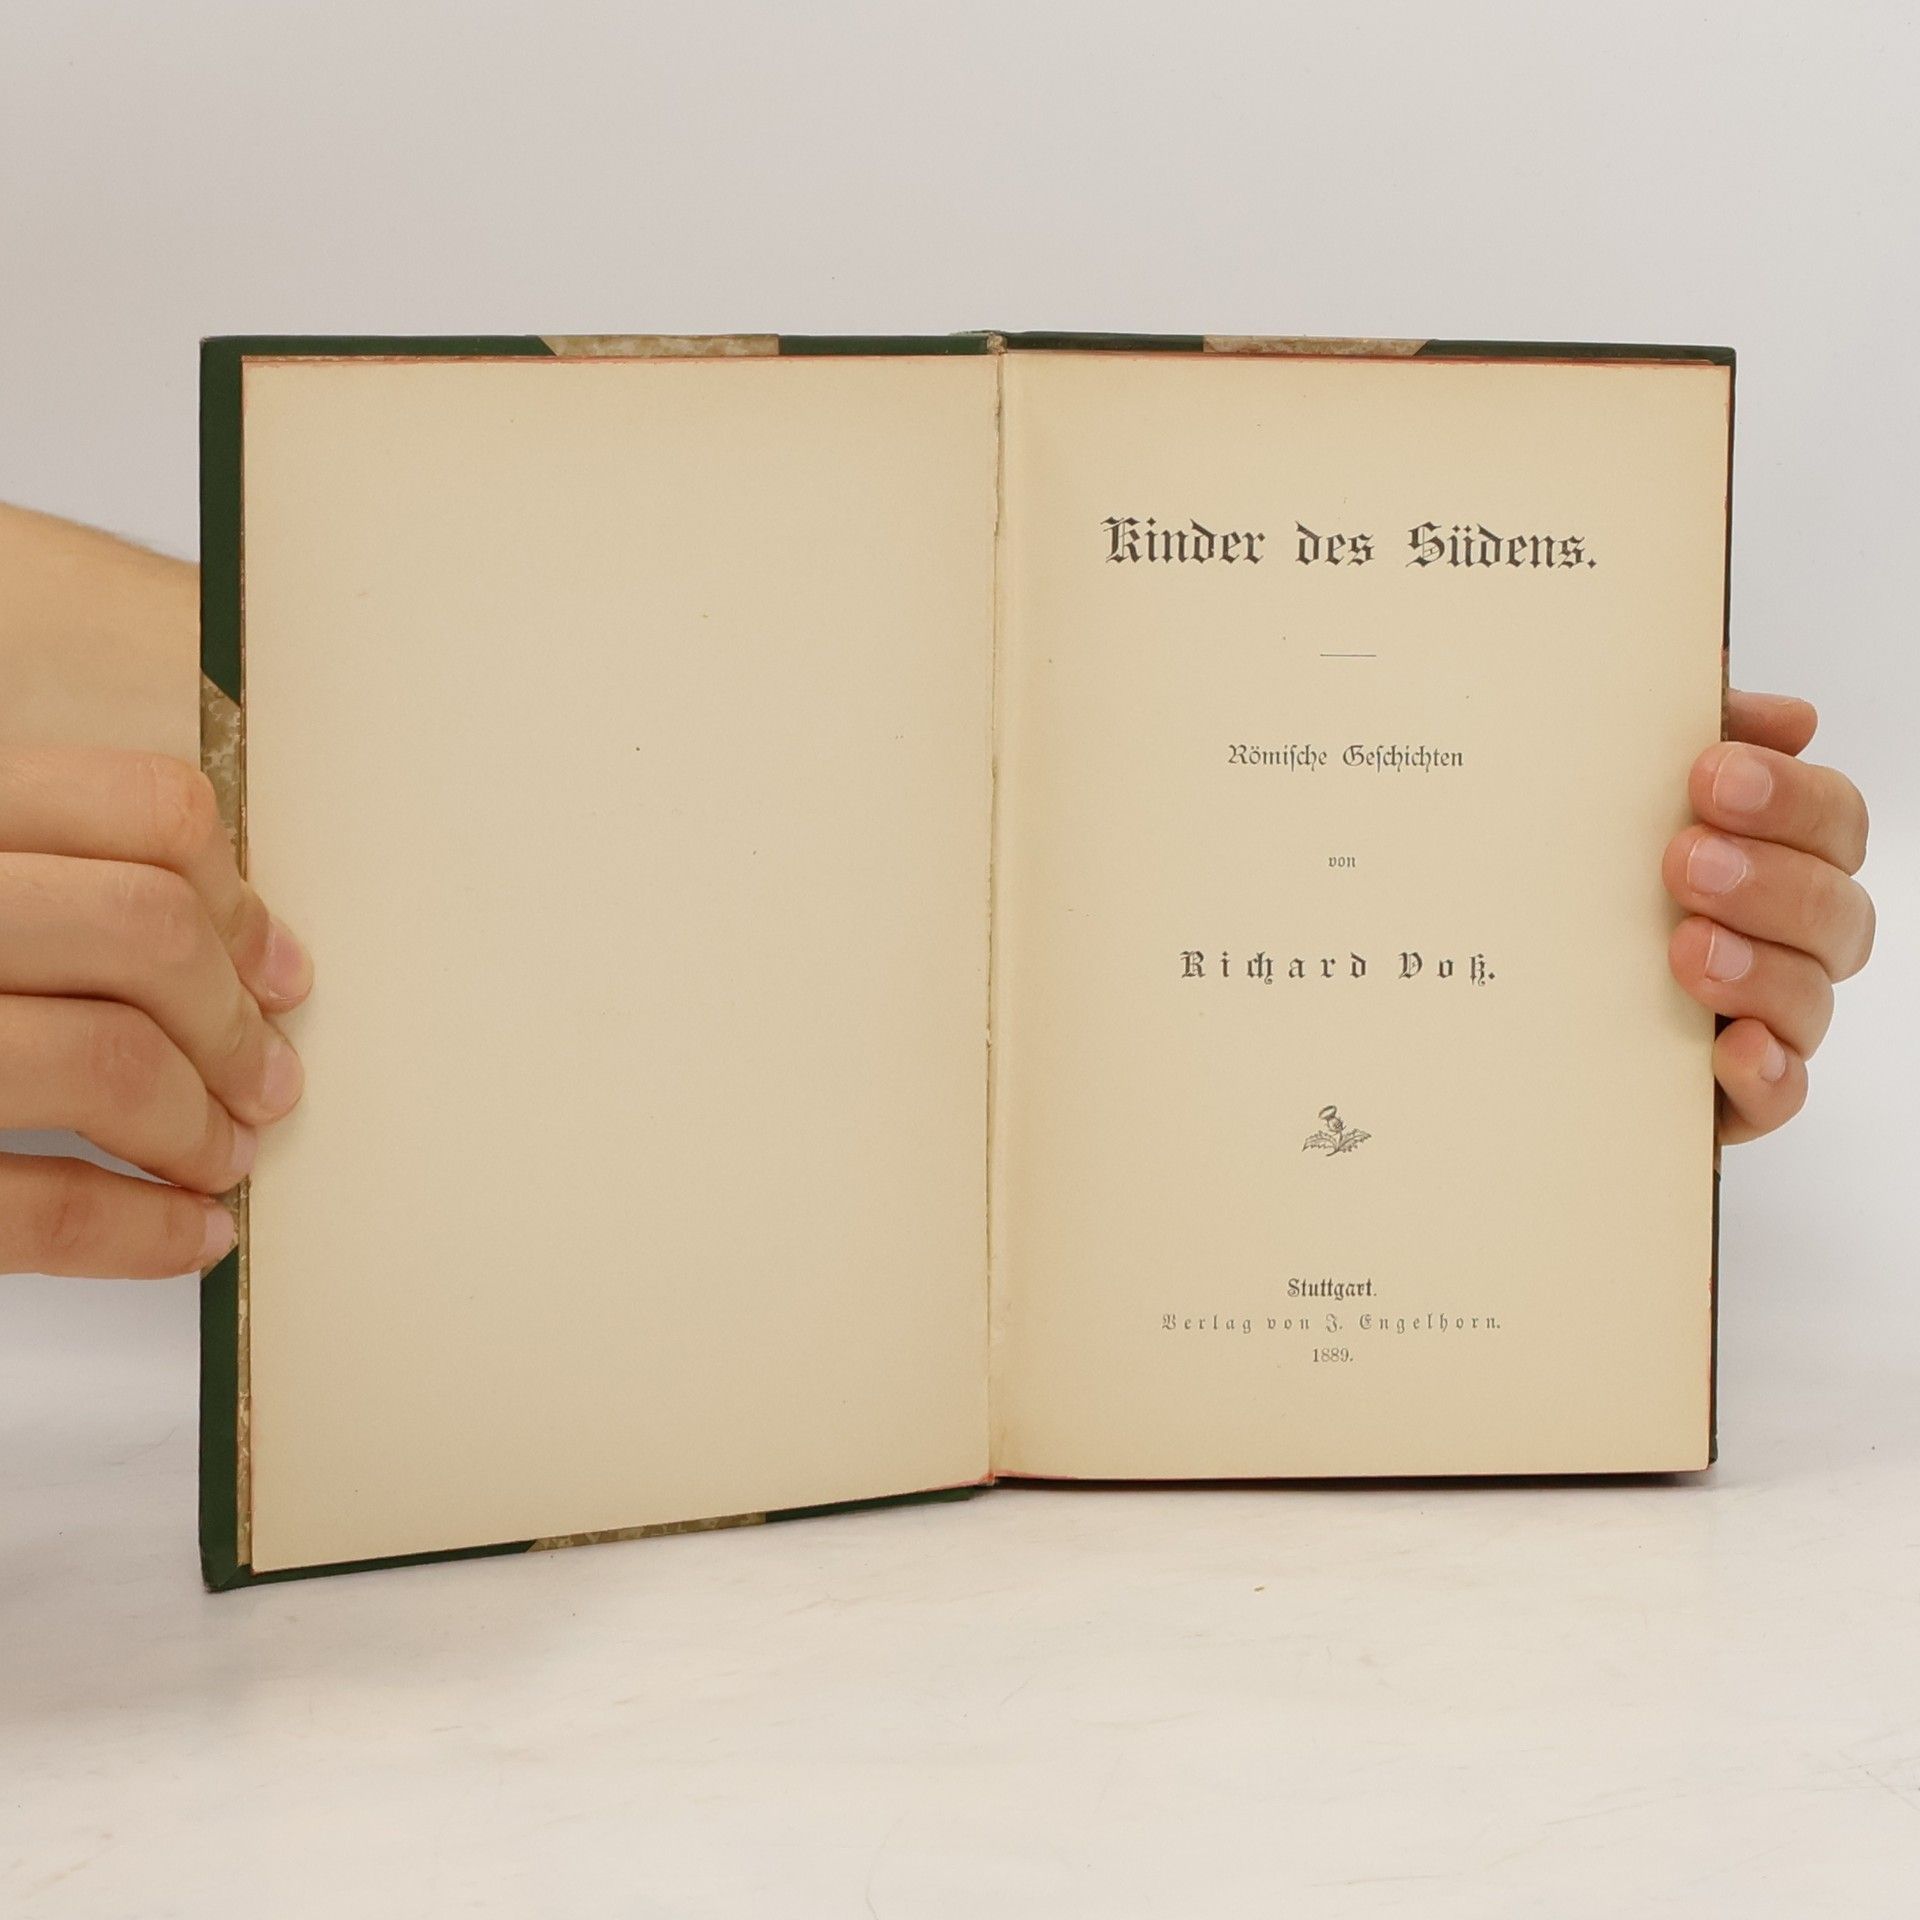 Kinder des Südens.
Römische Geschichten
von
Richard Voß.
Stuttgart.
Verlag von J. Engelhorn.
1889.